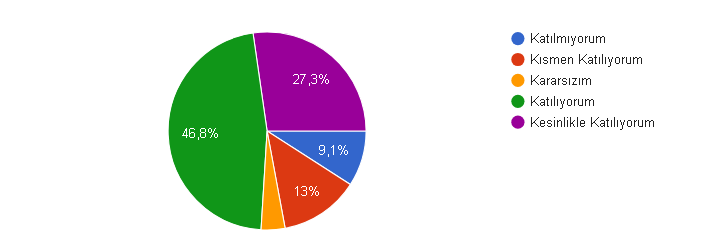 Katılmıyorum
Kısmen Katılıyorum
Kararsızım
Katılıyorum
Kesinlikle Katılıyorum
27,3%
46,8%
9,1%
13%